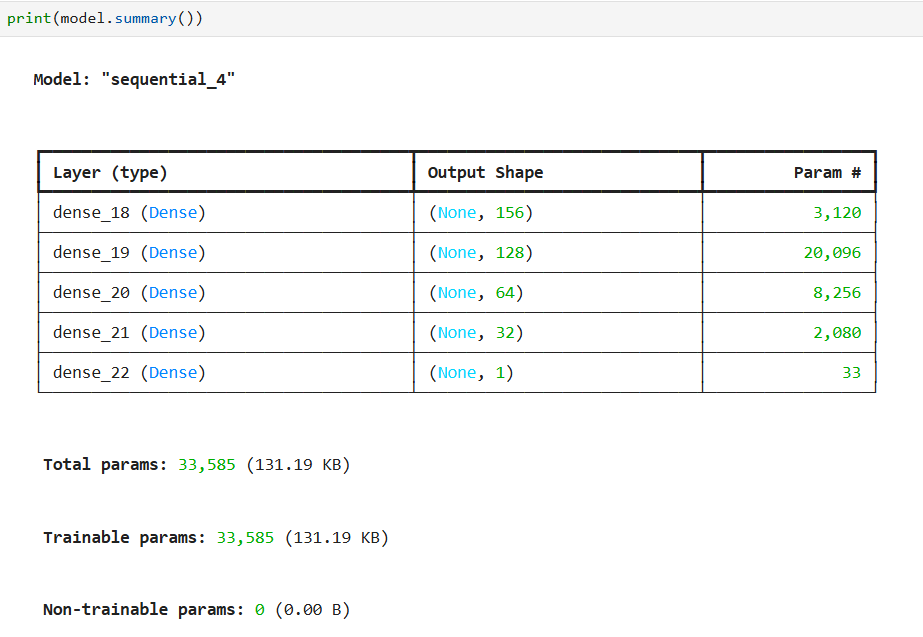 print(model.summary())
Model: "sequential_4"
Layer (type) Output Shape Param #
dense_18 (Dense) (None, 156) 3,120
dense_19 (Dense) (None, 128) 20,096
dense_20 (Dense) (None, 64) 8,256
dense_21 (Dense) (None, 32) 2,080
dense_22 (Dense) (None, 1) 33
Total params: 33,585 (131.19 KB)
Trainable params: 33,585 (131.19 KB)
Non-trainable params: 0 (0.00 B)